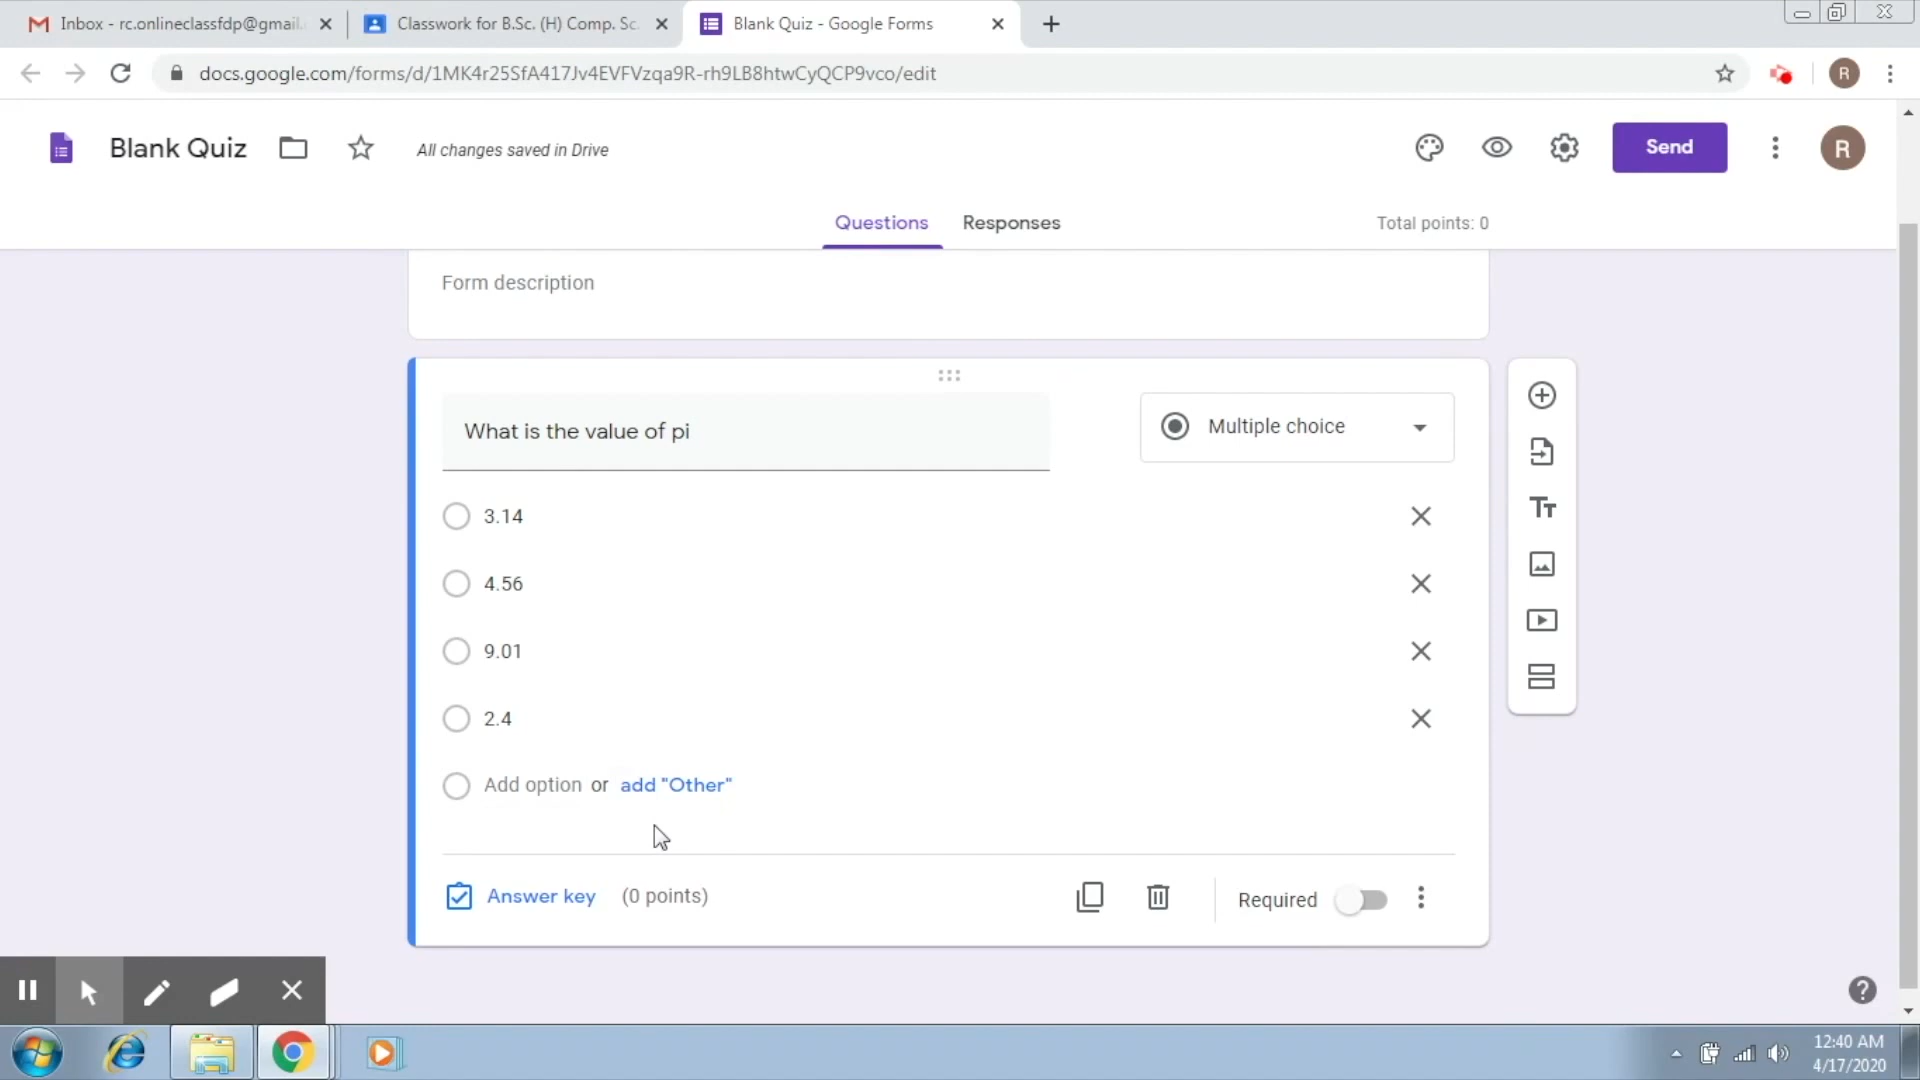 Inbox - rc.onlineclassfdp@gmail.
Classwork for B.Sc. (H) Comp. Sc.
Blank Quiz - Google Forms
docs.google.com/forms/d/1MK4r25SfA417Jv4EVFVzqa9R-rh9LB8htwCyQCP9vco/edit
R
Blank Quiz
All changes saved in Drive
Send
R
Questions
Responses
Total points: 0
Form description
What is the value of pi
Multiple choice
3.14
4.56
9.01
2.4
Add option or add "Other"
Answer key (0 points)
Required
12:40 AM
4/17/2020